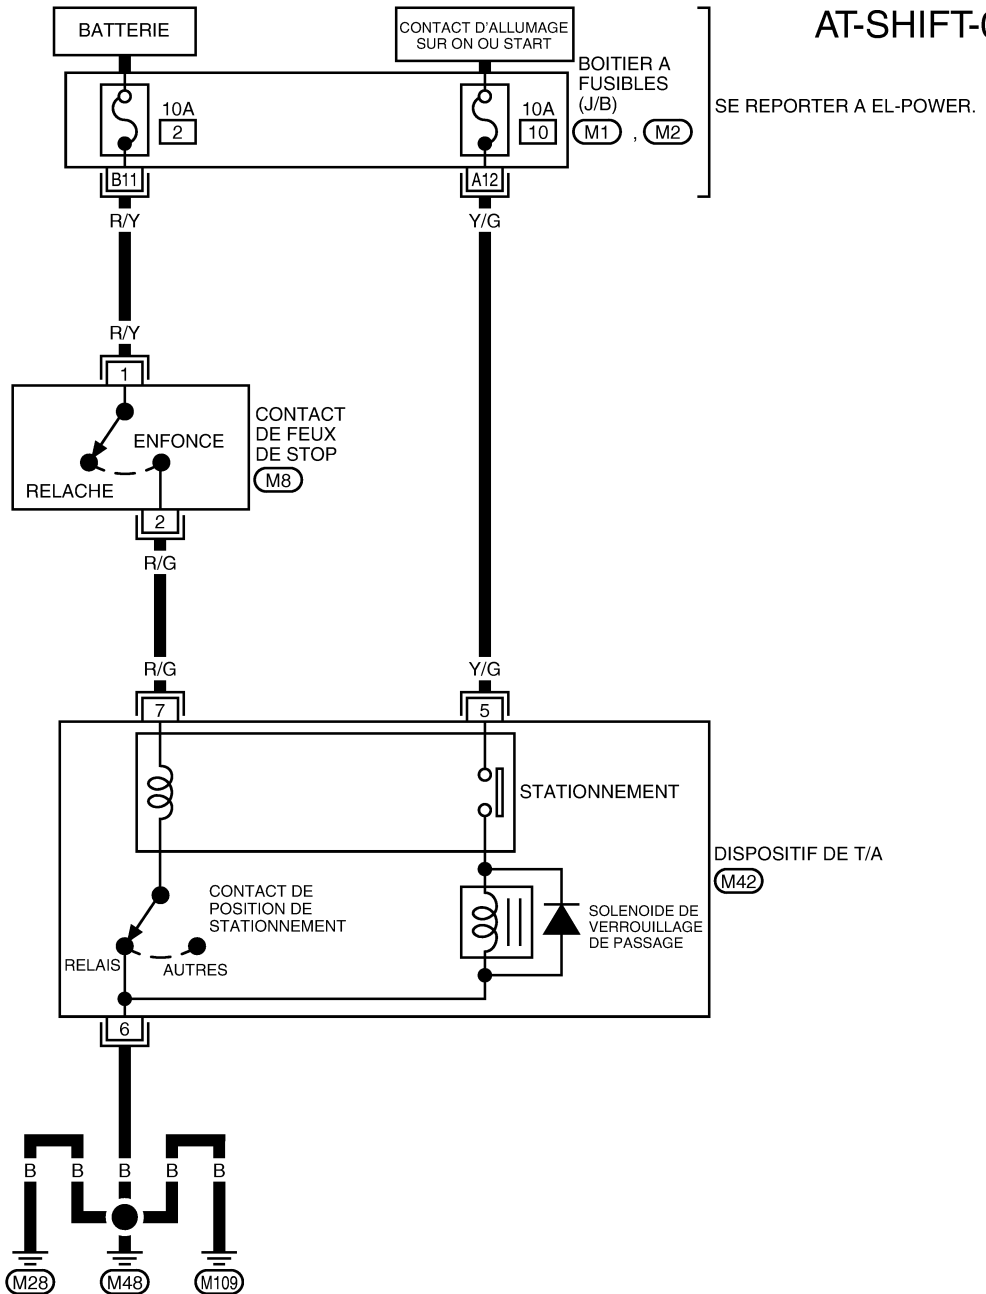 BATTERIE
CONTACT D'ALLUMAGE
SUR ON OU START
AT-SHIFT-
BOITIER A
FUSIBLES
(J/B)
M1 , M2
SE REPORTER A EL-POWER.
10A
2
10A
10
B11
A12
R/Y
Y/G
R/Y
1
CONTACT
DE FEUX
DE STOP
M8
ENFONCE
RELACHE
2
R/G
R/G
Y/G
7
5
STATIONNEMENT
DISPOSITIF DE T/A
M42
CONTACT DE
POSITION DE
STATIONNEMENT
SOLENOIDE DE
VERROUILLAGE
DE PASSAGE
RELAIS
AUTRES
6
B B B B B
M28 M48 M109